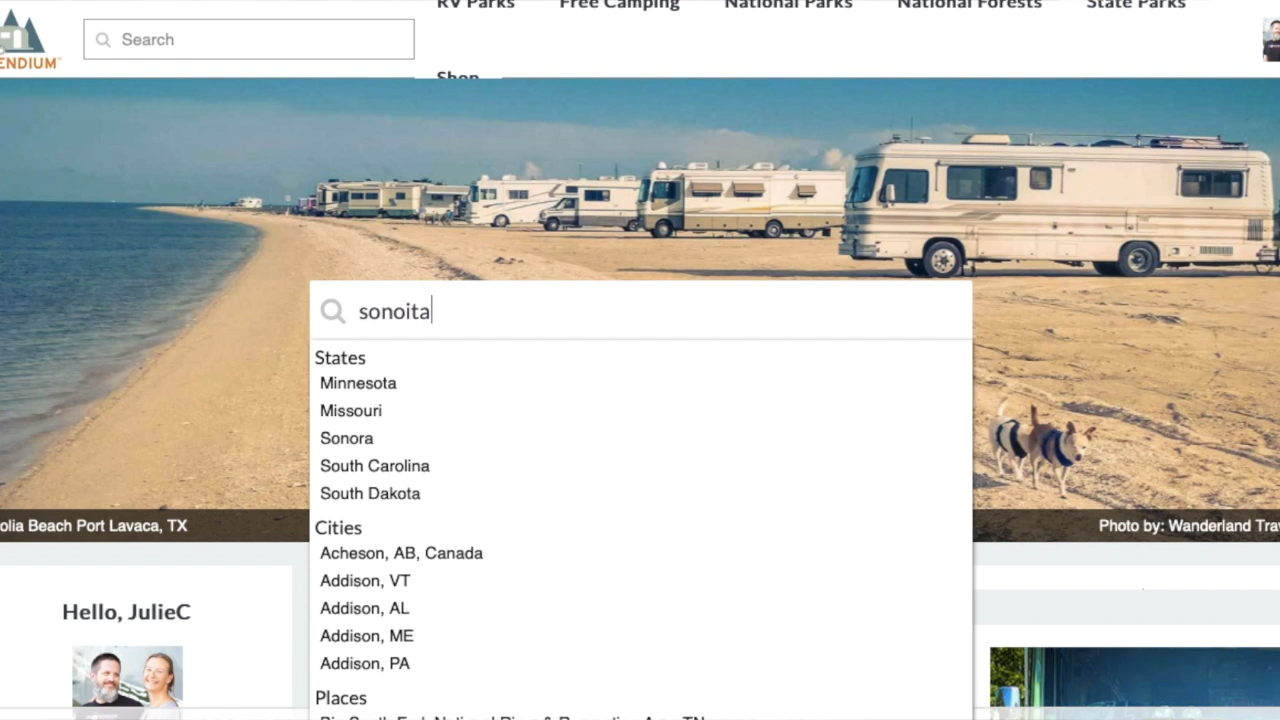 RV Parks Free Camping National Parks National Forests State Parks
Search
ENDIUM
Shop
sonoita
States
Minnesota
Missouri
Sonora
South Carolina
South Dakota
Cities
Acheson, AB, Canada
Addison, VT
Addison, AL
Addison, ME
Addison, PA
Places
olia Beach Port Lavaca, TX
Photo by: Wanderland Tra
Hello, JulieC